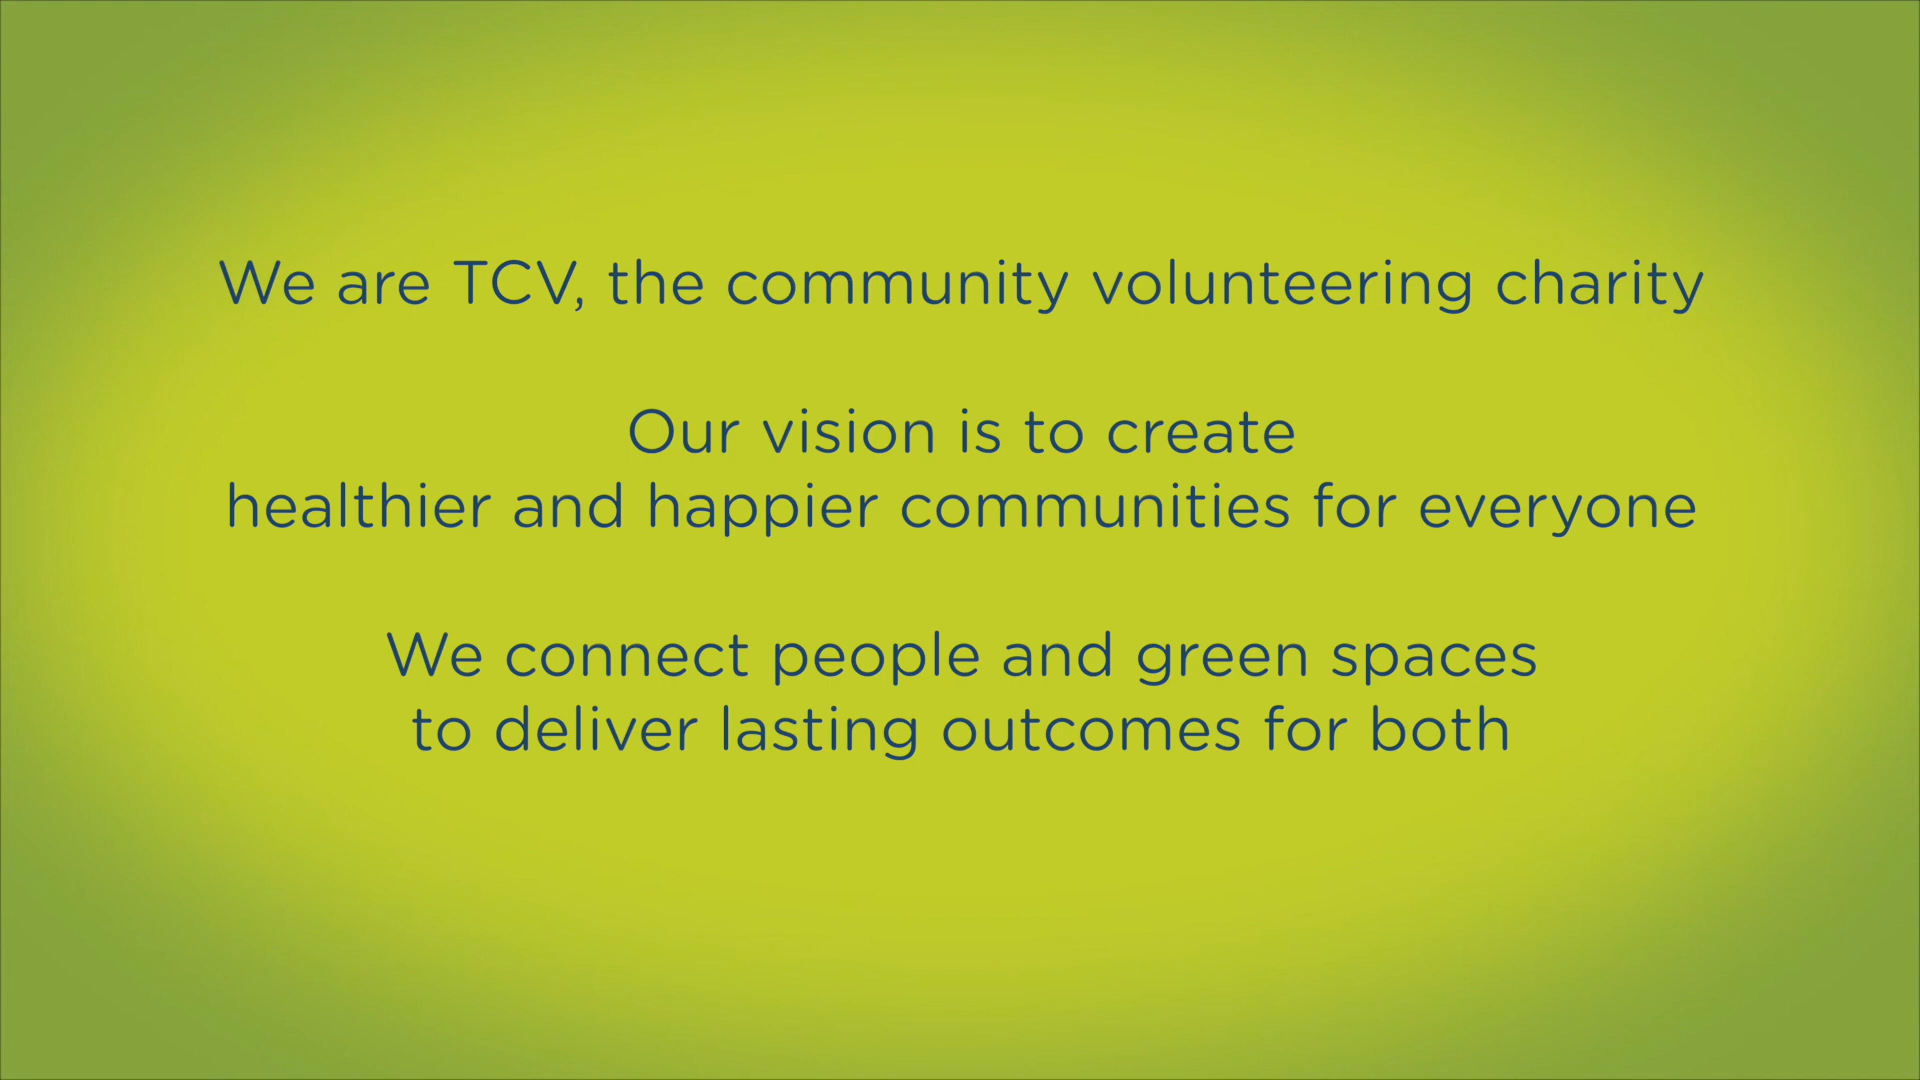 We are TCV, the community volunteering charity
Our vision is to create
healthier and happier communities for everyone
We connect people and green spaces
to deliver lasting outcomes for both